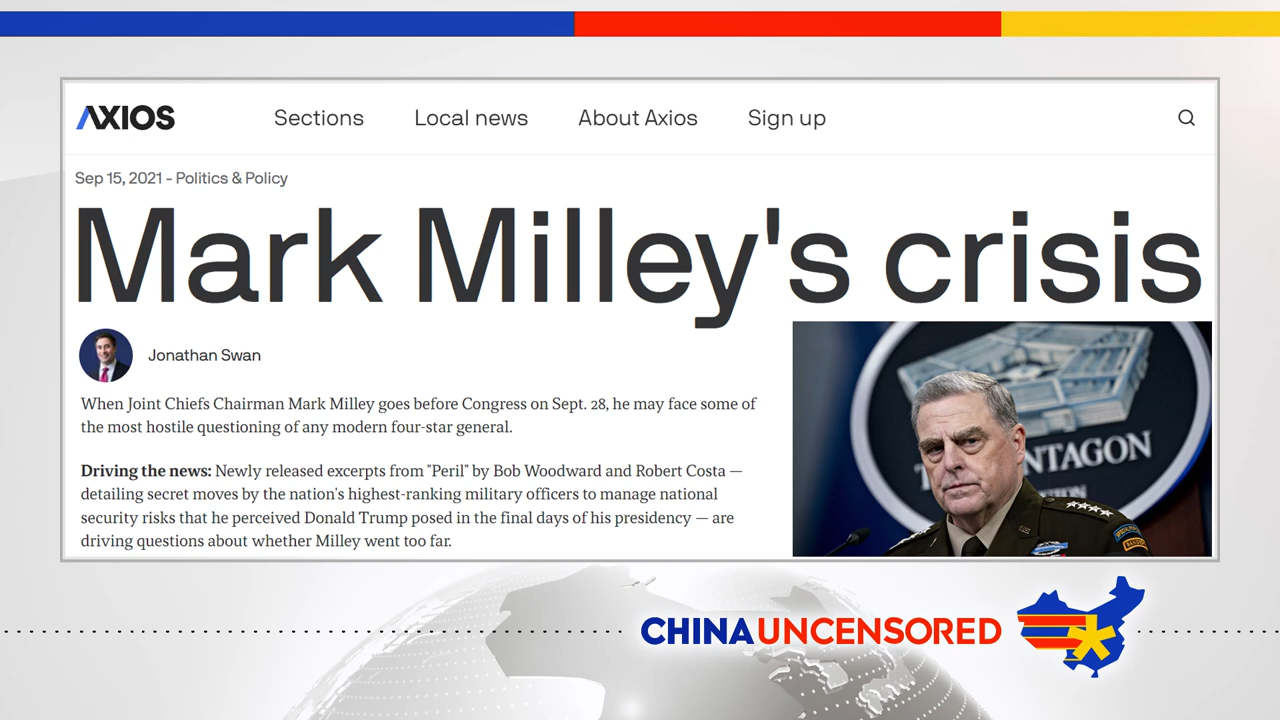 AXIOS
Sections
Local news
About Axios
Sign up
Sep 15, 2021 - Politics & Policy
Mark Milley's crisis
Jonathan Swan
When Joint Chiefs Chairman Mark Milley goes before Congress on Sept. 28, he may face some of
the most hostile questioning of any modern four-star general.
Driving the news: Newly released excerpts from "Peril" by Bob Woodward and Robert Costa —
detailing secret moves by the nation's highest-ranking military officers to manage national
security risks that he perceived Donald Trump posed in the final days of his presidency — are
driving questions about whether Milley went too far.
NTAGON
CHINA UNCENSORED